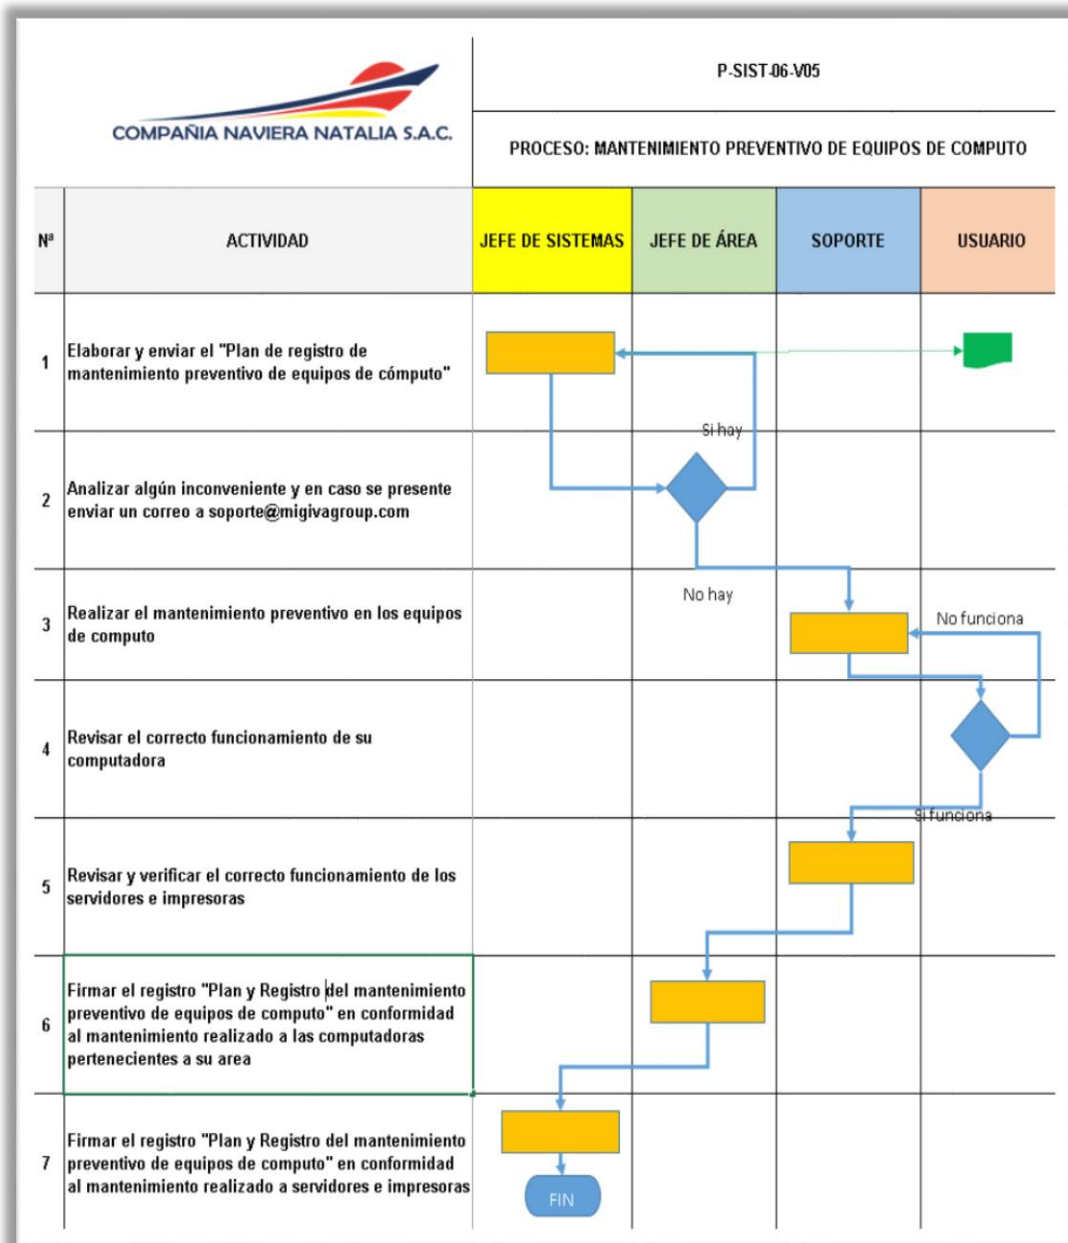 COMPAÑIA NAVIERA NATALIA S.A.C.
P-SIST-06-V05
PROCESO: MANTENIMIENTO PREVENTIVO DE EQUIPOS DE COMPUTO
Nª
ACTIVIDAD
JEFE DE SISTEMAS
JEFE DE ÁREA
SOPORTE
USUARIO
1
Elaborar y enviar el "Plan de registro de
mantenimiento preventivo de equipos de cómputo"
Si hay
2
Analizar algún inconveniente y en caso se presente
enviar un correo a soporte@migivagroup.com
No hay
3
Realizar el mantenimiento preventivo en los equipos
de computo
No funciona
4
Revisar el correcto funcionamiento de su
computadora
Si funciona
5
Revisar y verificar el correcto funcionamiento de los
servidores e impresoras
6
Firmar el registro "Plan y Registro del mantenimiento
preventivo de equipos de computo" en conformidad
al mantenimiento realizado a las computadoras
pertenecientes a su area
7
Firmar el registro "Plan y Registro del mantenimiento
preventivo de equipos de computo" en conformidad
al mantenimiento realizado a servidores e impresoras
FIN